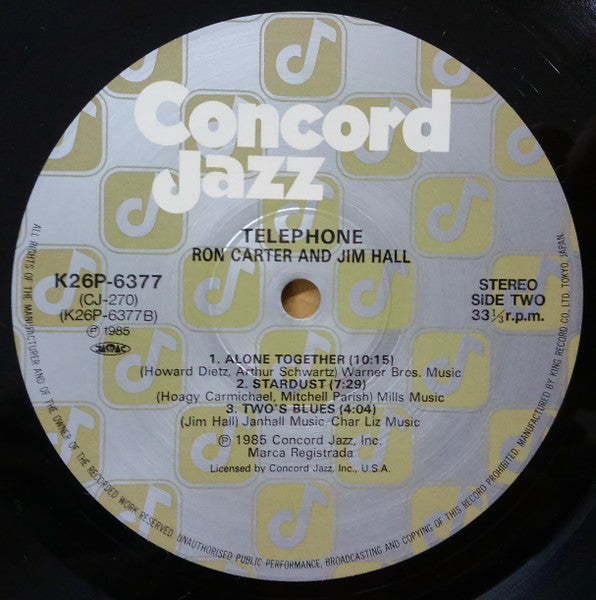 Concord
Jazz
TELEPHONE
RON CARTER AND JIM HALL
K26P-6377
(CJ-270)
(K26P-6377B)
Ⓟ 1985
JASRAC
STEREO
SIDE TWO
33⅓ r.p.m.
1. ALONE TOGETHER (10:15)
(Howard Dietz, Arthur Schwartz) Warner Bros. Music
2. STARDUST (7:29)
(Hoagy Carmichael, Mitchell Parish) Mills Music
3. TWO'S BLUES (4:04)
(Jim Hall) Janhall Music/Char Liz Music
Ⓟ © 1985 Concord Jazz, Inc.
Marca Registrada
Licensed by Concord Jazz, Inc., U.S.A.
ALL RIGHTS OF THE MANUFACTURER AND OF THE OWNER OF THE RECORDED WORK RESERVED. UNAUTHORISED PUBLIC PERFORMANCE, BROADCASTING AND COPYING OF THIS RECORD PROHIBITED. MANUFACTURED BY KING RECORD CO. LTD. TOKYO, JAPAN.